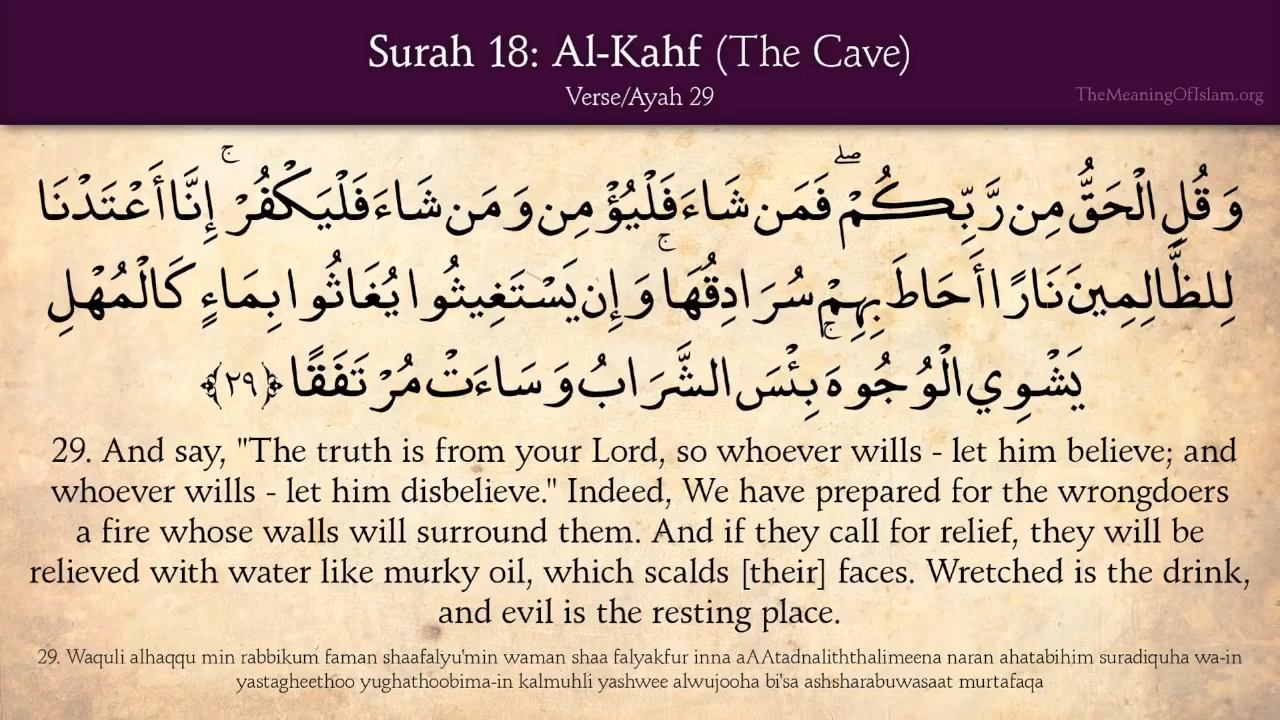 Surah 18: Al-Kahf (The Cave)
Verse/Ayah 29
TheMeaningOfIslam.org
وَقُلِ الْحَقُّ مِن رَّبِّكُمْ ۖ فَمَن شَاءَ فَلْيُؤْمِن وَمَن شَاءَ فَلْيَكْفُرْ ۚ إِنَّا أَعْتَدْنَا
لِلظَّالِمِينَ نَارًا أَحَاطَ بِهِمْ سُرَادِقُهَا ۚ وَإِن يَسْتَغِيثُوا يُغَاثُوا بِمَاءٍ كَالْمُهْلِ
يَشْوِي الْوُجُوهَ ۚ بِئْسَ الشَّرَابُ وَسَاءَتْ مُرْتَفَقًا ﴿٢٩﴾
29. And say, "The truth is from your Lord, so whoever wills - let him believe; and
whoever wills - let him disbelieve." Indeed, We have prepared for the wrongdoers
a fire whose walls will surround them. And if they call for relief, they will be
relieved with water like murky oil, which scalds [their] faces. Wretched is the drink,
and evil is the resting place.
29. Waquli alhaqqu min rabbikum faman shaafalyu'min waman shaa falyakfur inna aAAtadnaliththalimeena naran ahatabihim suradiquha wa-in
yastagheethoo yughathoobima-in kalmuhli yashwee alwujooha bi'sa ashsharabuwasaat murtafaqa